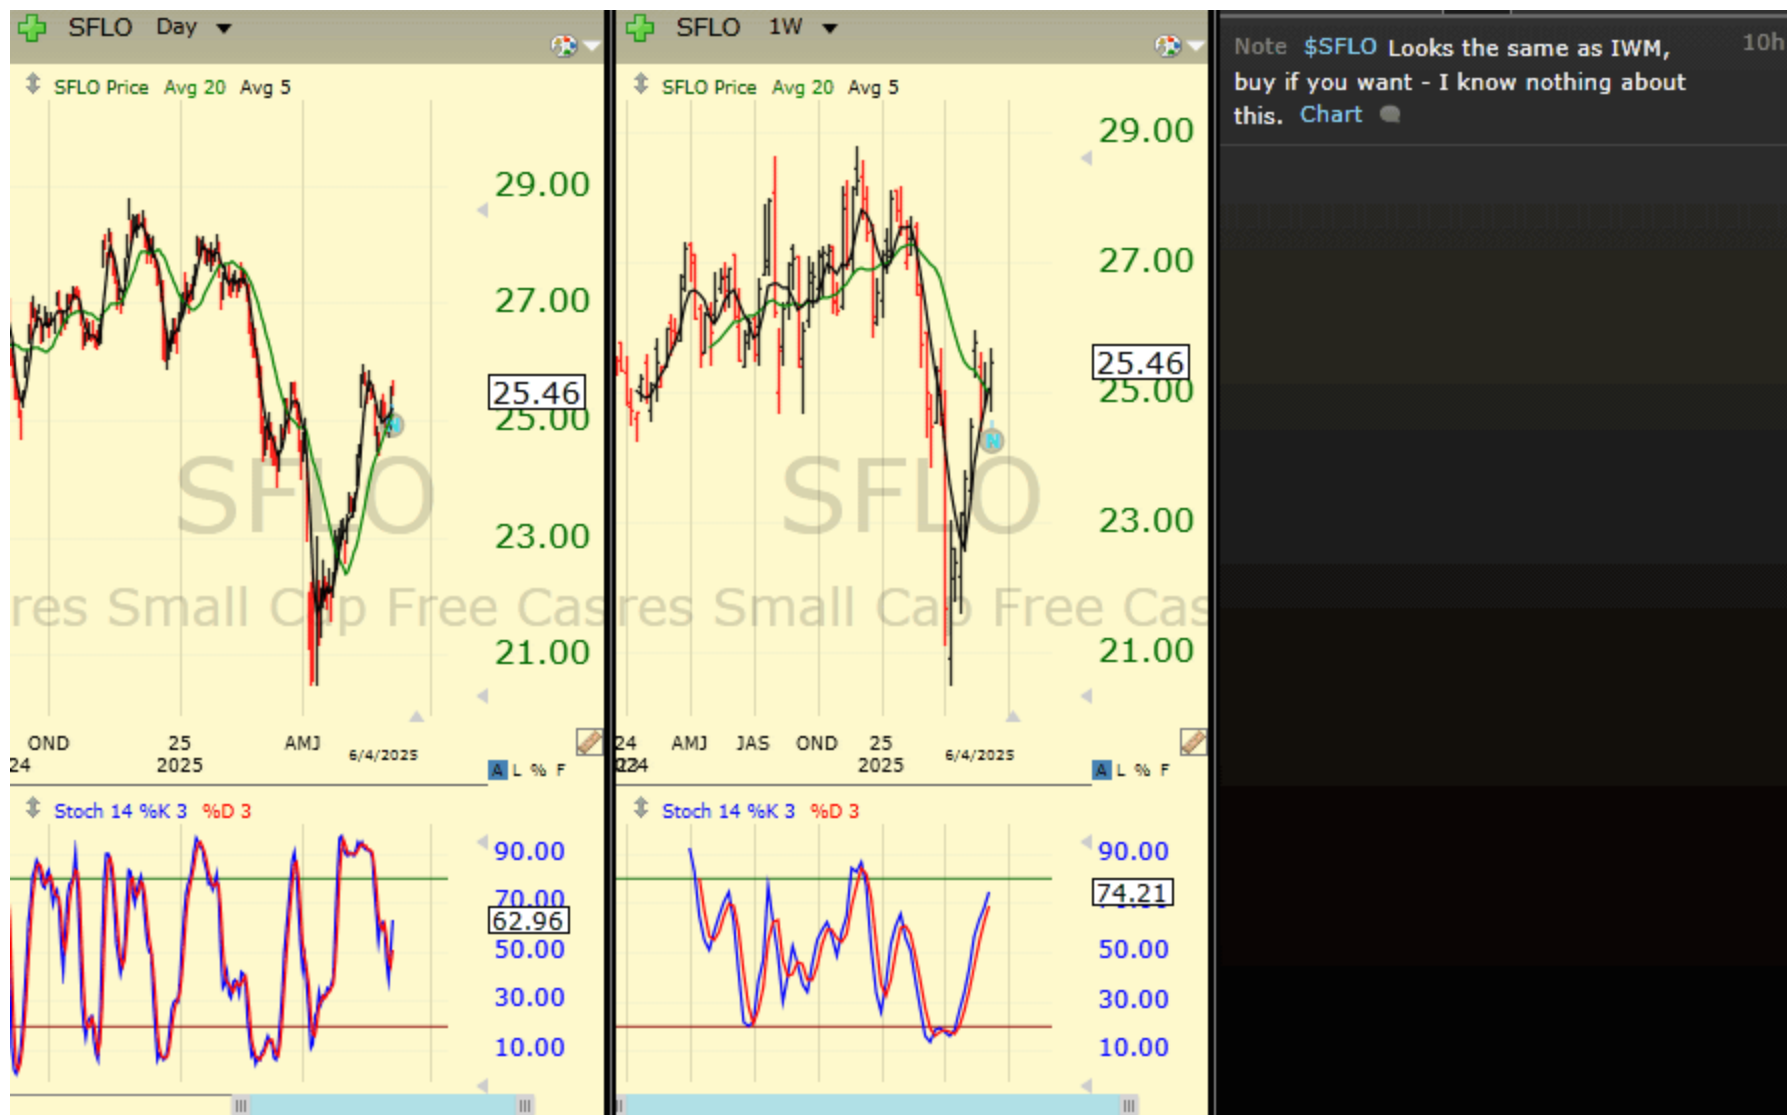 SFLO Day
SFLO Price Avg 20 Avg 5
29.00
27.00
25.46
25.00
23.00
21.00
SFLO
res Small Cap Free Cas
N
OND 25 AMJ 6/4/2025
24 2025
A L % F
Stoch 14 %K 3 %D 3
90.00
70.00
62.96
50.00
30.00
10.00
SFLO 1W
SFLO Price Avg 20 Avg 5
29.00
27.00
25.46
25.00
23.00
21.00
SFLO
res Small Cap Free Cas
N
24 AMJ JAS OND 25 6/4/2025
2025
A L % F
Stoch 14 %K 3 %D 3
90.00
74.21
50.00
30.00
10.00
Note $SFLO Looks the same as IWM, 10h
buy if you want - I know nothing about
this. Chart